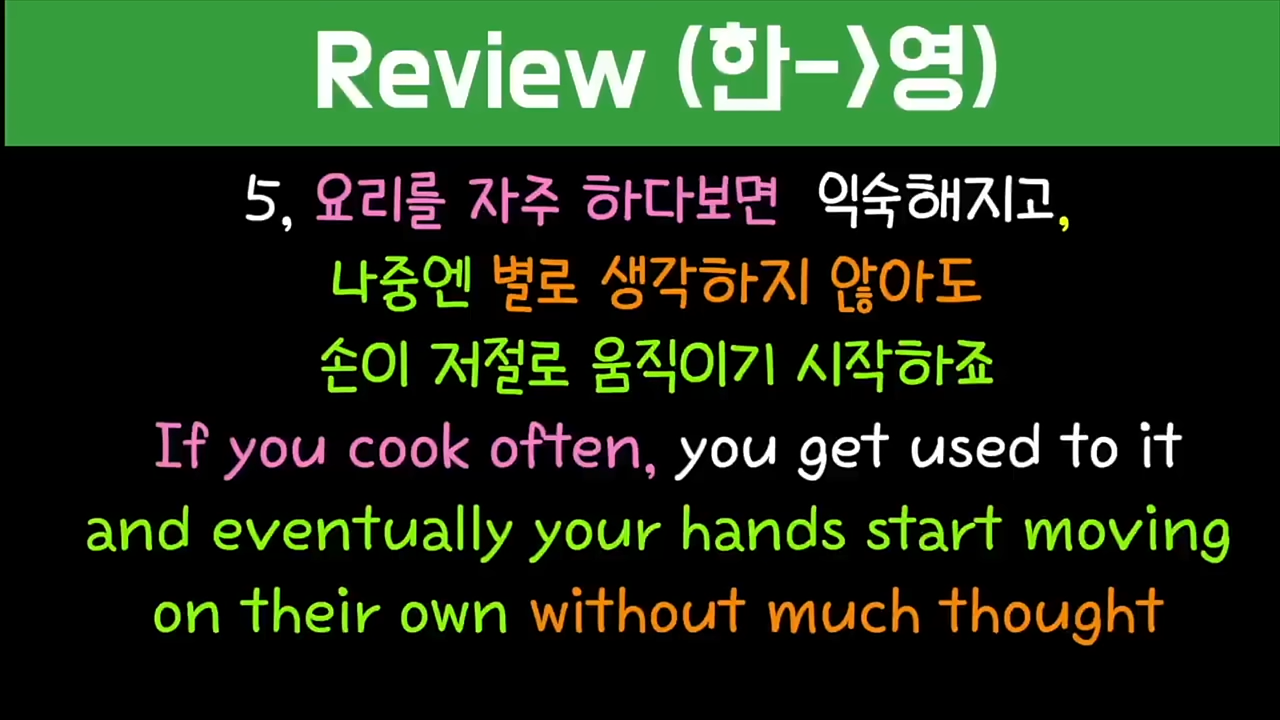 Review (한->영)
5, 요리를 자주 하다보면 익숙해지고,
나중엔 별로 생각하지 않아도
손이 저절로 움직이기 시작하죠
If you cook often, you get used to it
and eventually your hands start moving
on their own without much thought